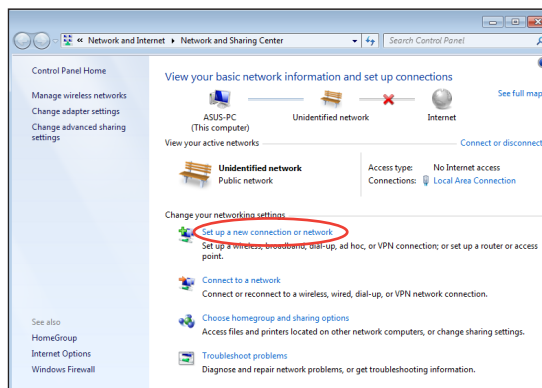 « Network and Internet ▸ Network and Sharing Center
Search Control Panel
Control Panel Home
Manage wireless networks
Change adapter settings
Change advanced sharing
settings
See also
HomeGroup
Internet Options
Windows Firewall
View your basic network information and set up connections
See full map
ASUS-PC
(This computer)
Unidentified network
Internet
View your active networks
Connect or disconnect
Unidentified network
Public network
Access type: No Internet access
Connections: Local Area Connection
Change your networking settings
Set up a new connection or network
Set up a wireless, broadband, dial-up, ad hoc, or VPN connection; or set up a router or access
point.
Connect to a network
Connect or reconnect to a wireless, wired, dial-up, or VPN network connection.
Choose homegroup and sharing options
Access files and printers located on other network computers, or change sharing settings.
Troubleshoot problems
Diagnose and repair network problems, or get troubleshooting information.